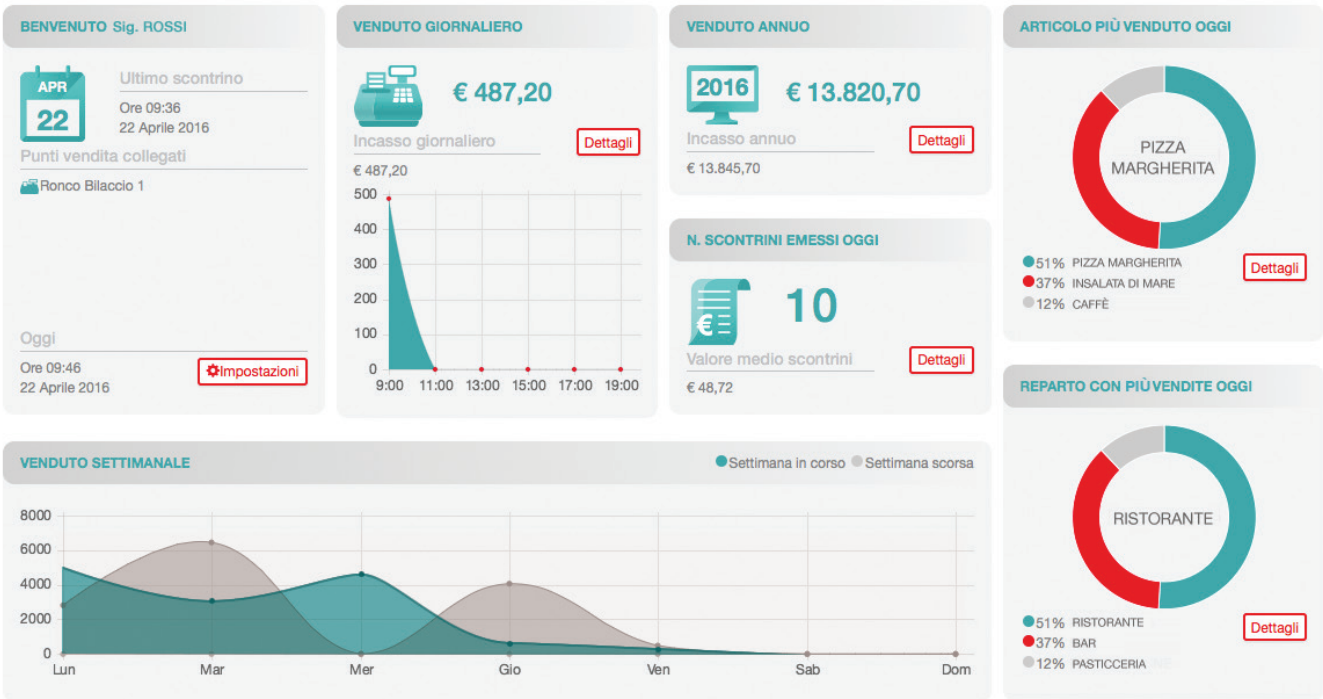 BENVENUTO Sig. ROSSI
APR
22
Ultimo scontrino
Ore 09:36
22 Aprile 2016
Punti vendita collegati
Ronco Bilaccio 1
Oggi
Ore 09:46
22 Aprile 2016
Impostazioni
VENDUTO GIORNALIERO
€ 487,20
Incasso giornaliero
Dettagli
€ 487,20
500
400
300
200
100
0
9:00 11:00 13:00 15:00 17:00 19:00
VENDUTO ANNUO
2016
€ 13.820,70
Incasso annuo
Dettagli
€ 13.845,70
N. SCONTRINI EMESSI OGGI
€
10
Valore medio scontrini
Dettagli
€ 48,72
ARTICOLO PIÙ VENDUTO OGGI
PIZZA
MARGHERITA
51% PIZZA MARGHERITA
37% INSALATA DI MARE
12% CAFFÈ
Dettagli
REPARTO CON PIÙ VENDITE OGGI
RISTORANTE
51% RISTORANTE
37% BAR
12% PASTICCERIA
Dettagli
VENDUTO SETTIMANALE
Settimana in corso Settimana scorsa
8000
6000
4000
2000
0
Lun Mar Mer Gio Ven Sab Dom